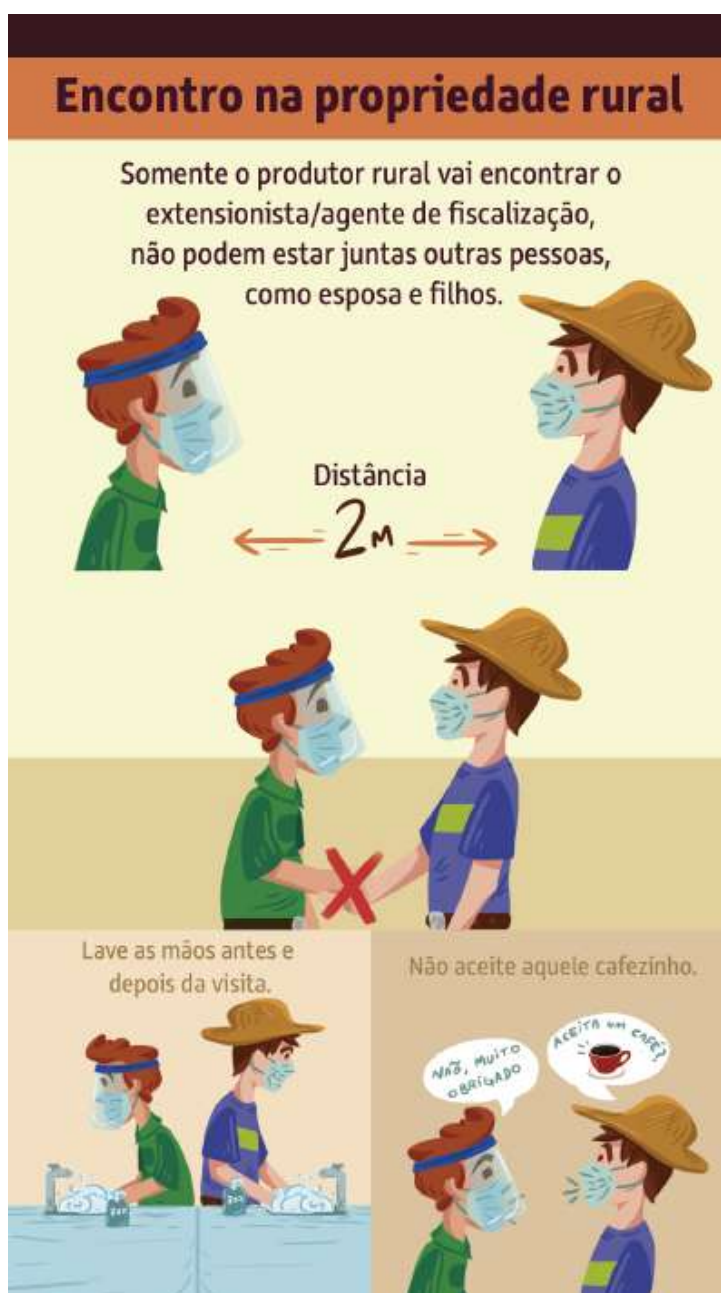 Encontro na propriedade rural
Somente o produtor rural vai encontrar o
extensionista/agente de fiscalização,
não podem estar juntas outras pessoas,
como esposa e filhos.
Distância
2M
Lave as mãos antes e
depois da visita.
Não aceite aquele cafezinho.
NÃO, MUITO
OBRIGADO
ACEITA UM CAFÉ?